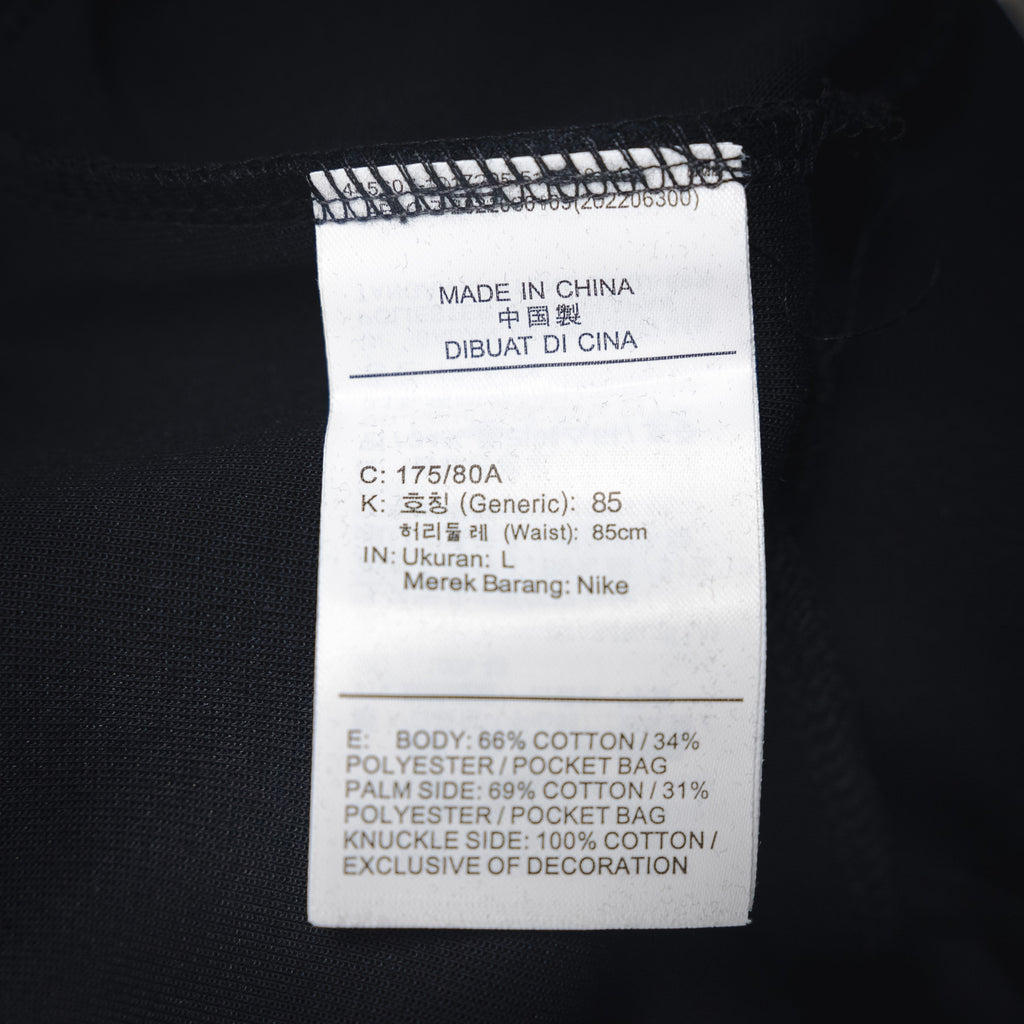 (202206300)
MADE IN CHINA
中国製
DIBUAT DI CINA
C: 175/80A
K: 호칭 (Generic): 85
허리둘레 (Waist): 85cm
IN: Ukuran: L
Merek Barang: Nike
E: BODY: 66% COTTON / 34%
POLYESTER / POCKET BAG
PALM SIDE: 69% COTTON / 31%
POLYESTER / POCKET BAG
KNUCKLE SIDE: 100% COTTON /
EXCLUSIVE OF DECORATION